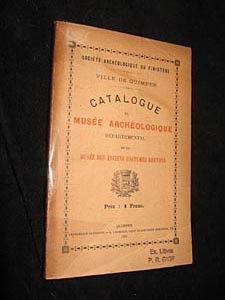 SOCIÉTÉ ARCHÉOLOGIQUE DU FINISTÈRE
VILLE DE QUIMPER
CATALOGUE
DU
MUSÉE ARCHÉOLOGIQUE
DÉPARTEMENTAL
ET DU
MUSÉE DES ANCIENS COSTUMES BRETONS
Prix : 1 Franc.
QUIMPER
Ex. Libris
P. R.